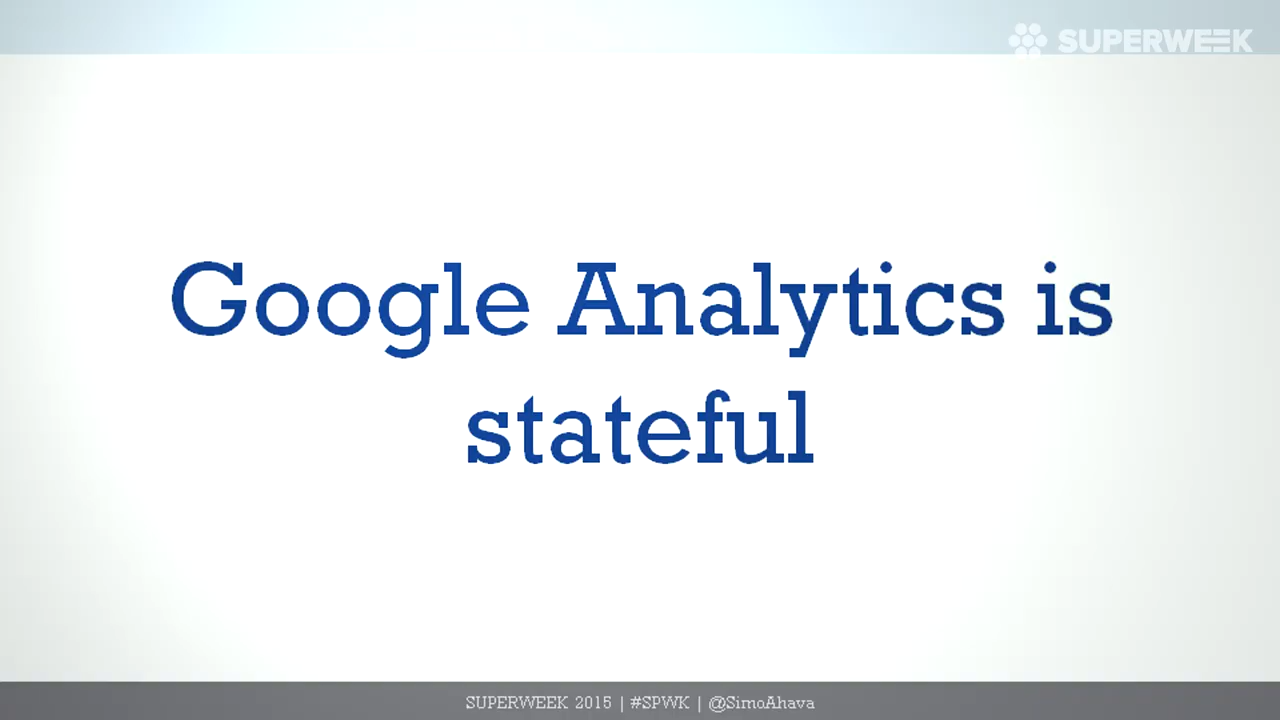 SUPERWEEK
Google Analytics is
stateful
SUPERWEEK 2015 | #SPWK | @SimoAhava